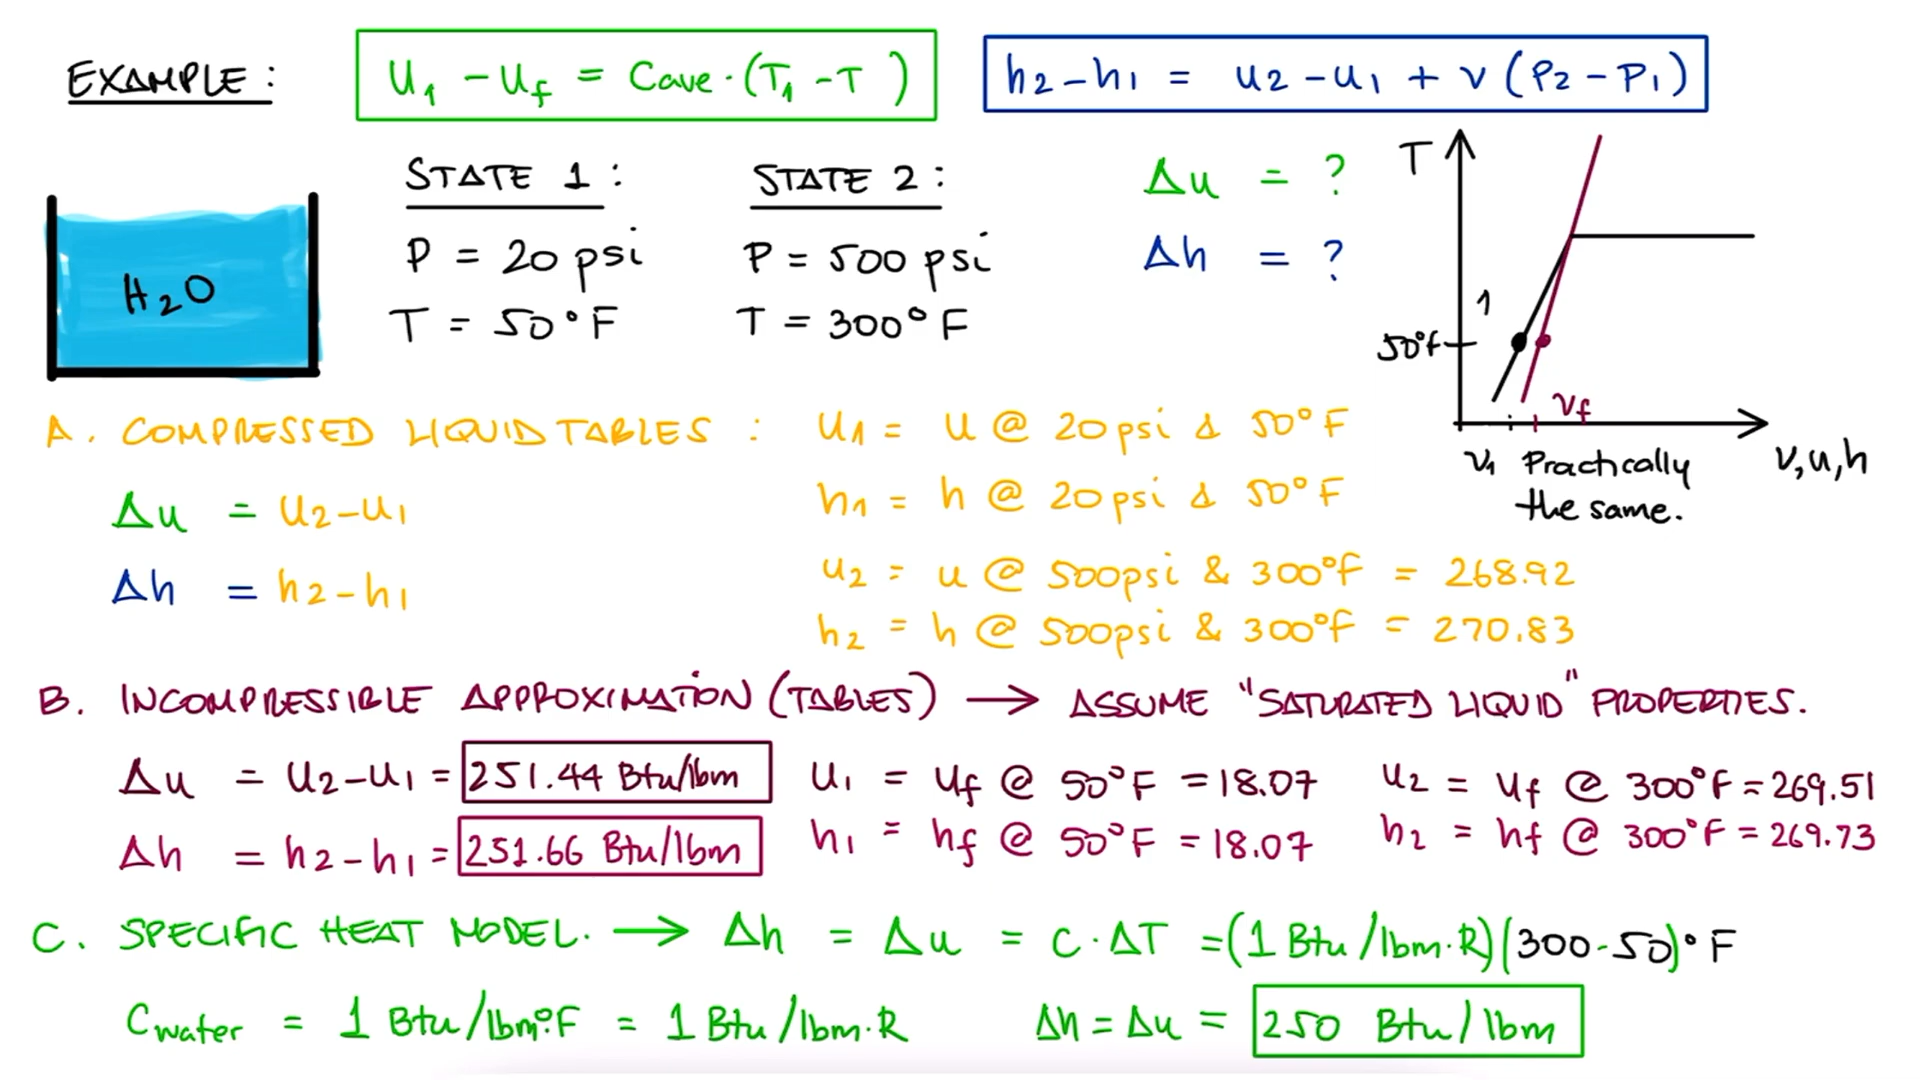 EXAMPLE:
u₁ - uf = Cave·(T₁ - T )
h₂ - h₁ = u₂ - u₁ + v (P₂ - P₁)
STATE 1:
P = 20 psi
T = 50°F
STATE 2:
P = 500 psi
T = 300°F
Δu = ?
Δh = ?
H₂O
T
1
50°F
vf
v₁ Practically
the same.
v,u,h
A. COMPRESSED LIQUID TABLES :
Δu = u₂-u₁
Δh = h₂-h₁
u₁ = u @ 20psi & 50°F
h₁ = h @ 20psi & 50°F
u₂ = u @ 500psi & 300°F = 268.92
h₂ = h @ 500psi & 300°F = 270.83
B. INCOMPRESSIBLE APPROXIMATION (TABLES) → ASSUME "SATURATED LIQUID" PROPERTIES.
Δu = u₂-u₁ = 251.44 Btu/lbm
u₁ = uf @ 50°F = 18.07
u₂ = uf @ 300°F = 269.51
Δh = h₂-h₁ = 251.66 Btu/lbm
h₁ = hf @ 50°F = 18.07
h₂ = hf @ 300°F = 269.73
C. SPECIFIC HEAT MODEL. → Δh = Δu = C·ΔT =(1 Btu/lbm·R)(300-50)°F
Cwater = 1 Btu/lbm·°F = 1 Btu/lbm·R
Δh = Δu = 250 Btu/lbm